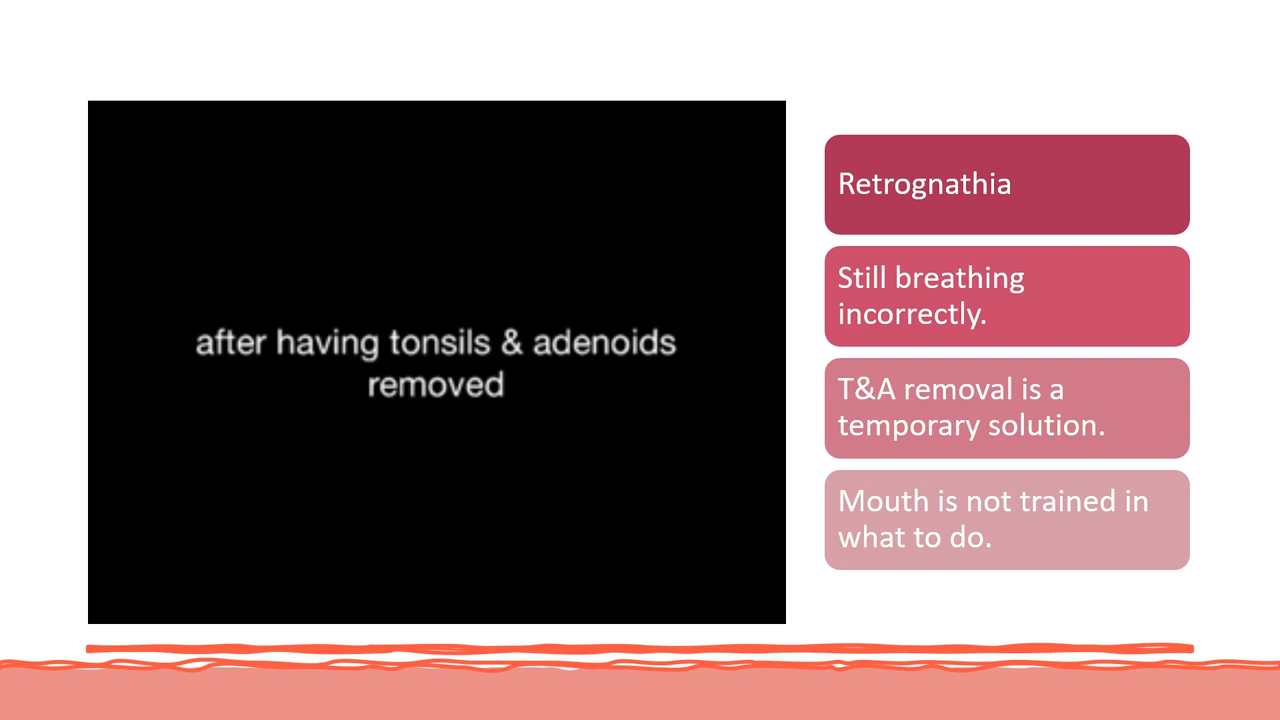 after having tonsils & adenoids
removed
Retrognathia
Still breathing
incorrectly.
T&A removal is a
temporary solution.
Mouth is not trained in
what to do.